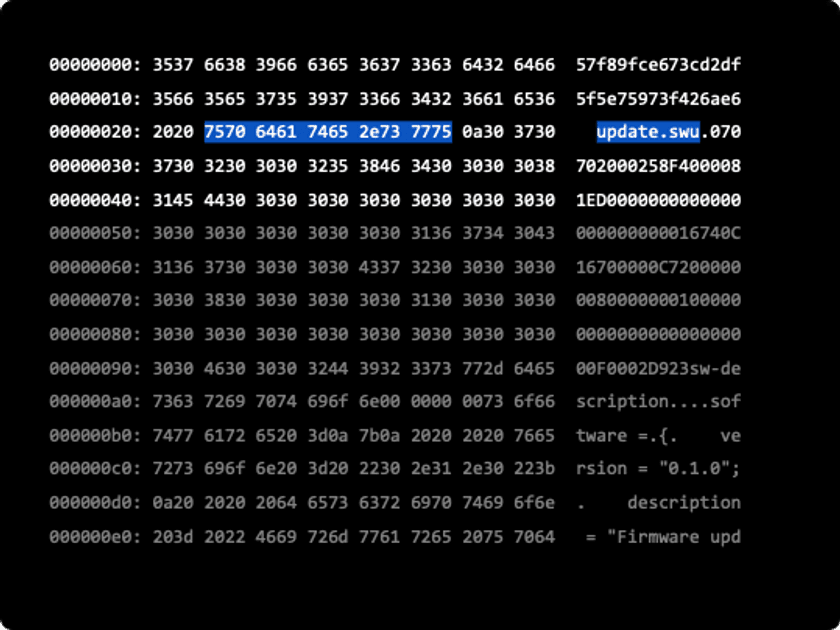 00000000: 3537 6638 3966 6365 3637 3363 6432 6466  57f89fce673cd2df
00000010: 3566 3565 3735 3937 3366 3432 3661 6536  5f5e75973f426ae6
00000020: 2020 7570 6461 7465 2e73 7775 0a30 3730    update.swu.070
00000030: 3730 3230 3030 3235 3846 3430 3030 3038  702000258F400008
00000040: 3145 4430 3030 3030 3030 3030 3030 3030  1ED0000000000000
00000050: 3030 3030 3030 3030 3030 3136 3734 3043  000000000016740C
00000060: 3136 3730 3030 3030 4337 3230 3030 3030  16700000C7200000
00000070: 3030 3830 3030 3030 3030 3130 3030 3030  0080000000100000
00000080: 3030 3030 3030 3030 3030 3030 3030 3030  0000000000000000
00000090: 3030 4630 3030 3244 3932 3373 772d 6465  00F0002D923sw-de
000000a0: 7363 7269 7074 696f 6e00 0000 0073 6f66  scription....sof
000000b0: 7477 6172 6520 3d0a 7b0a 2020 2020 7665  tware =.{.    ve
000000c0: 7273 696f 6e20 3d20 2230 2e31 2e30 223b  rsion = "0.1.0";
000000d0: 0a20 2020 2064 6573 6372 6970 7469 6f6e  .    description
000000e0: 203d 2022 4669 726d 7761 7265 2075 7064   = "Firmware upd